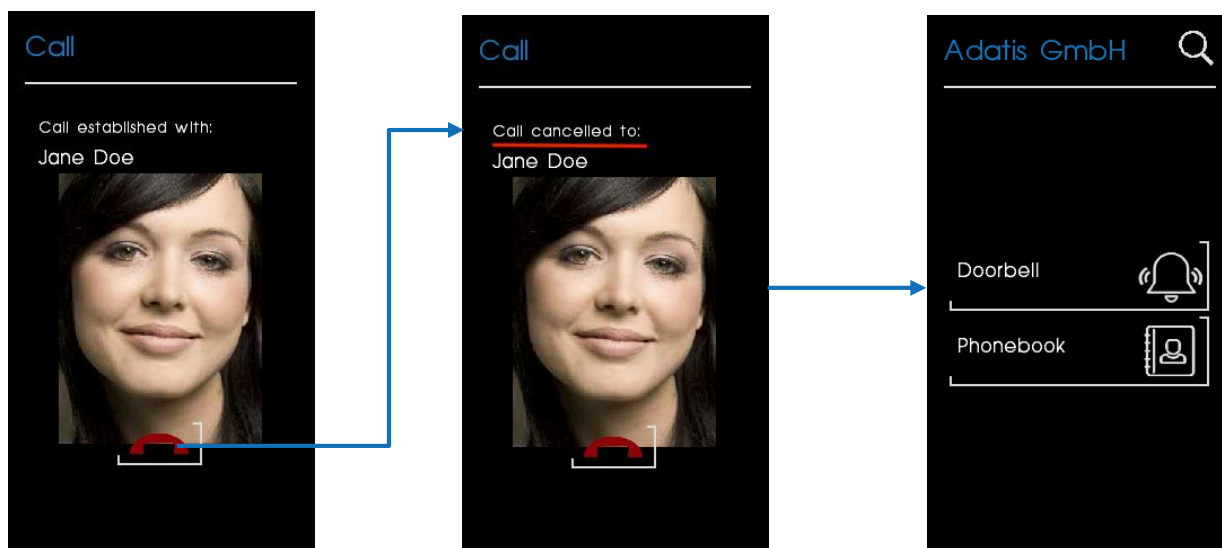 Call
Call established with:
Jane Doe
Call
Call cancelled to:
Jane Doe
Adatis GmbH
Doorbell
Phonebook